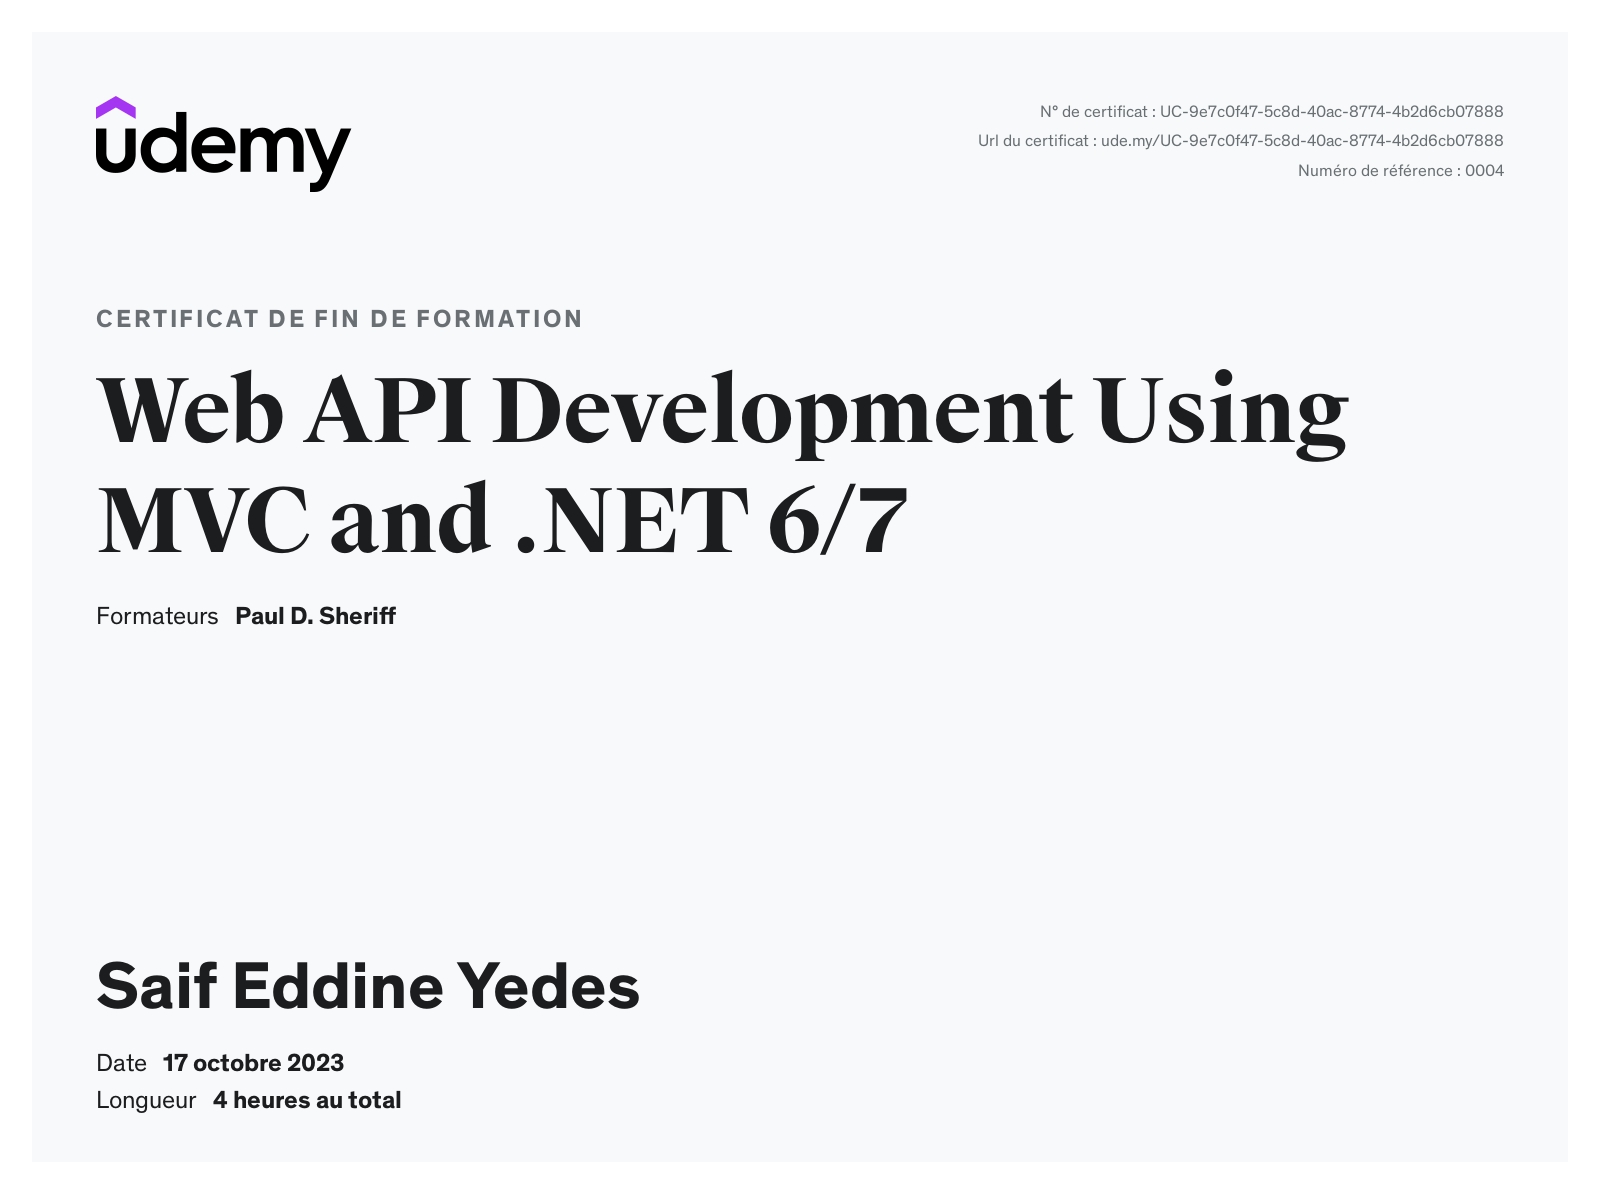 udemy
N° de certificat : UC-9e7c0f47-5c8d-40ac-8774-4b2d6cb07888
Url du certificat : ude.my/UC-9e7c0f47-5c8d-40ac-8774-4b2d6cb07888
Numéro de référence : 0004
CERTIFICAT DE FIN DE FORMATION
Web API Development Using
MVC and .NET 6/7
Formateurs Paul D. Sheriff
Saif Eddine Yedes
Date 17 octobre 2023
Longueur 4 heures au total